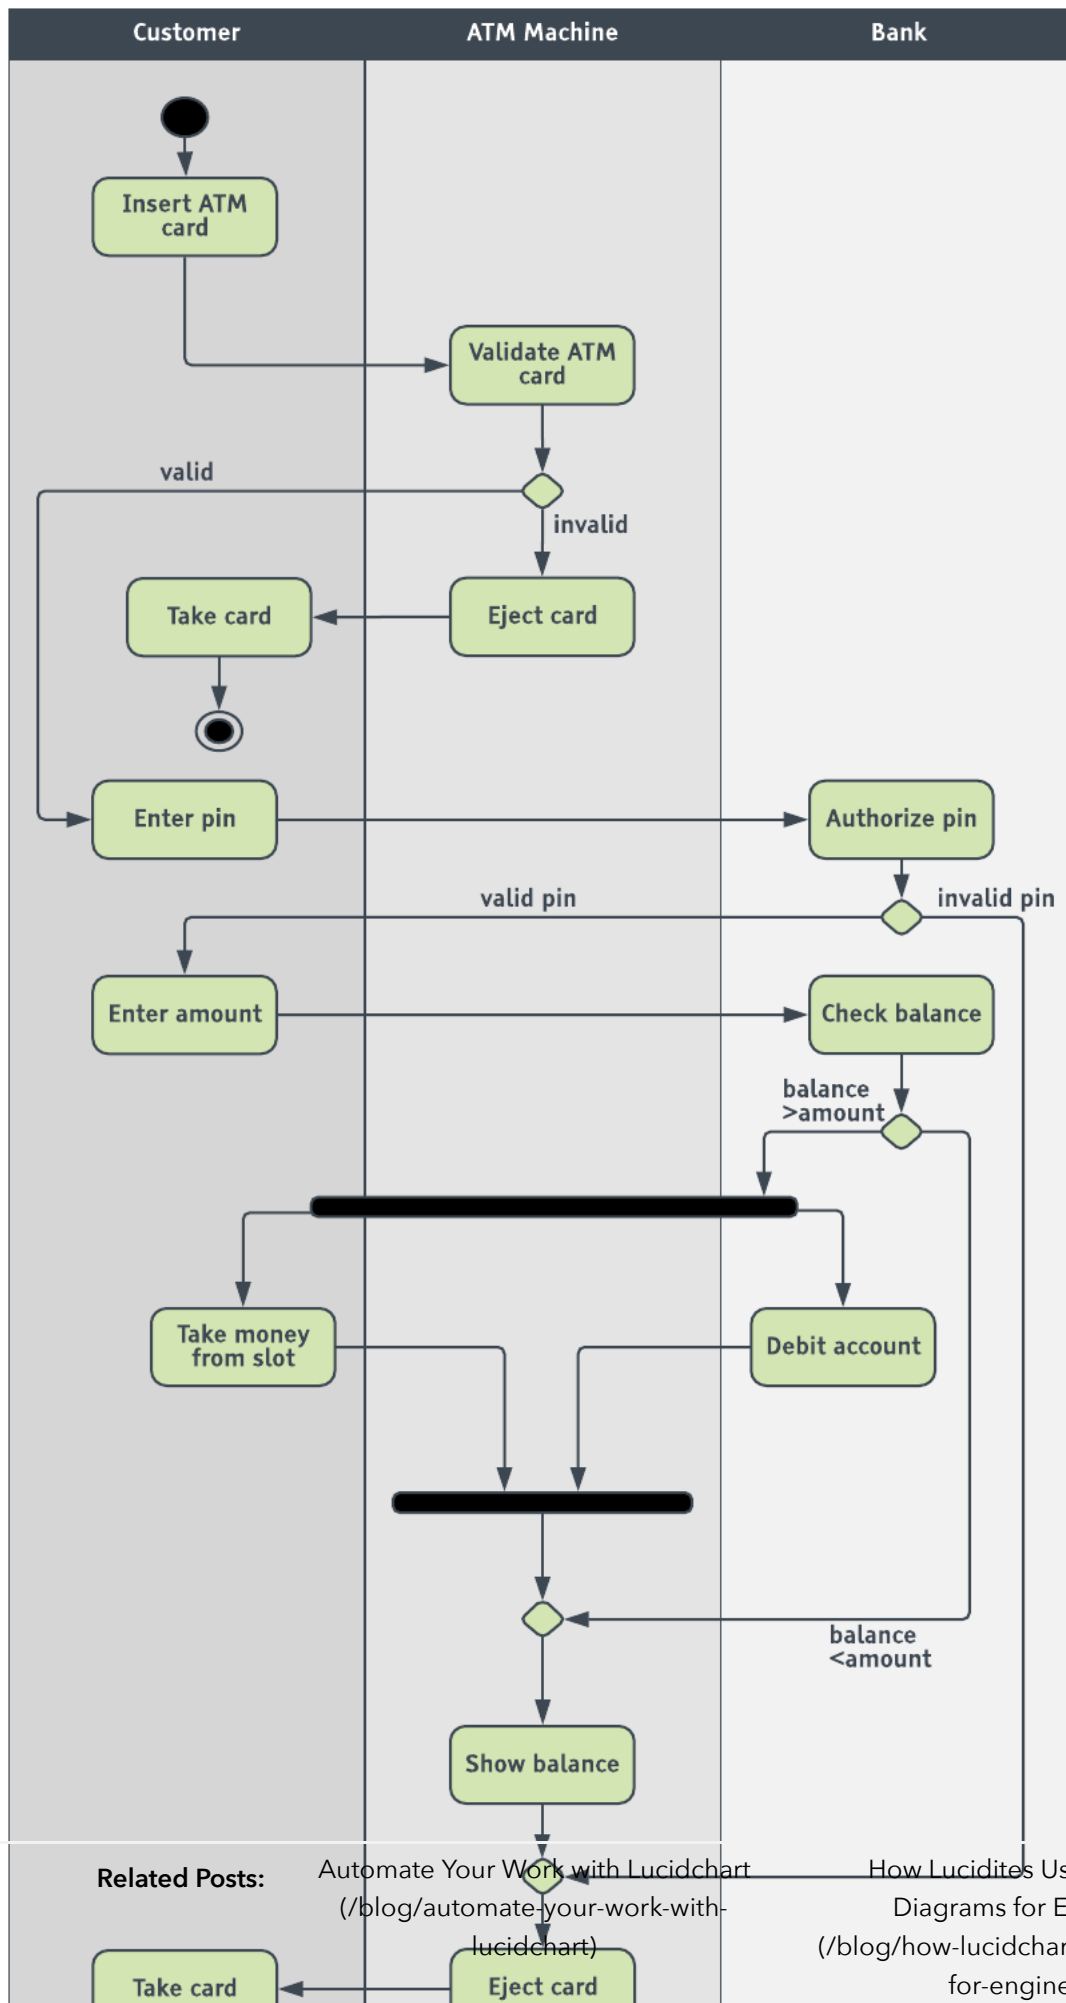 Customer
ATM Machine
Bank
Insert ATM
card
Validate ATM
card
valid
invalid
Take card
Eject card
Enter pin
Authorize pin
valid pin
invalid pin
Enter amount
Check balance
balance
>amount
Take money
from slot
Debit account
balance
<amount
Show balance
Related Posts:
Automate Your Work with Lucidchart
(/blog/automate-your-work-with-
lucidchart)
How Lucidites Us
Diagrams for E
(/blog/how-lucidchar
for-engine
Take card
Eject card